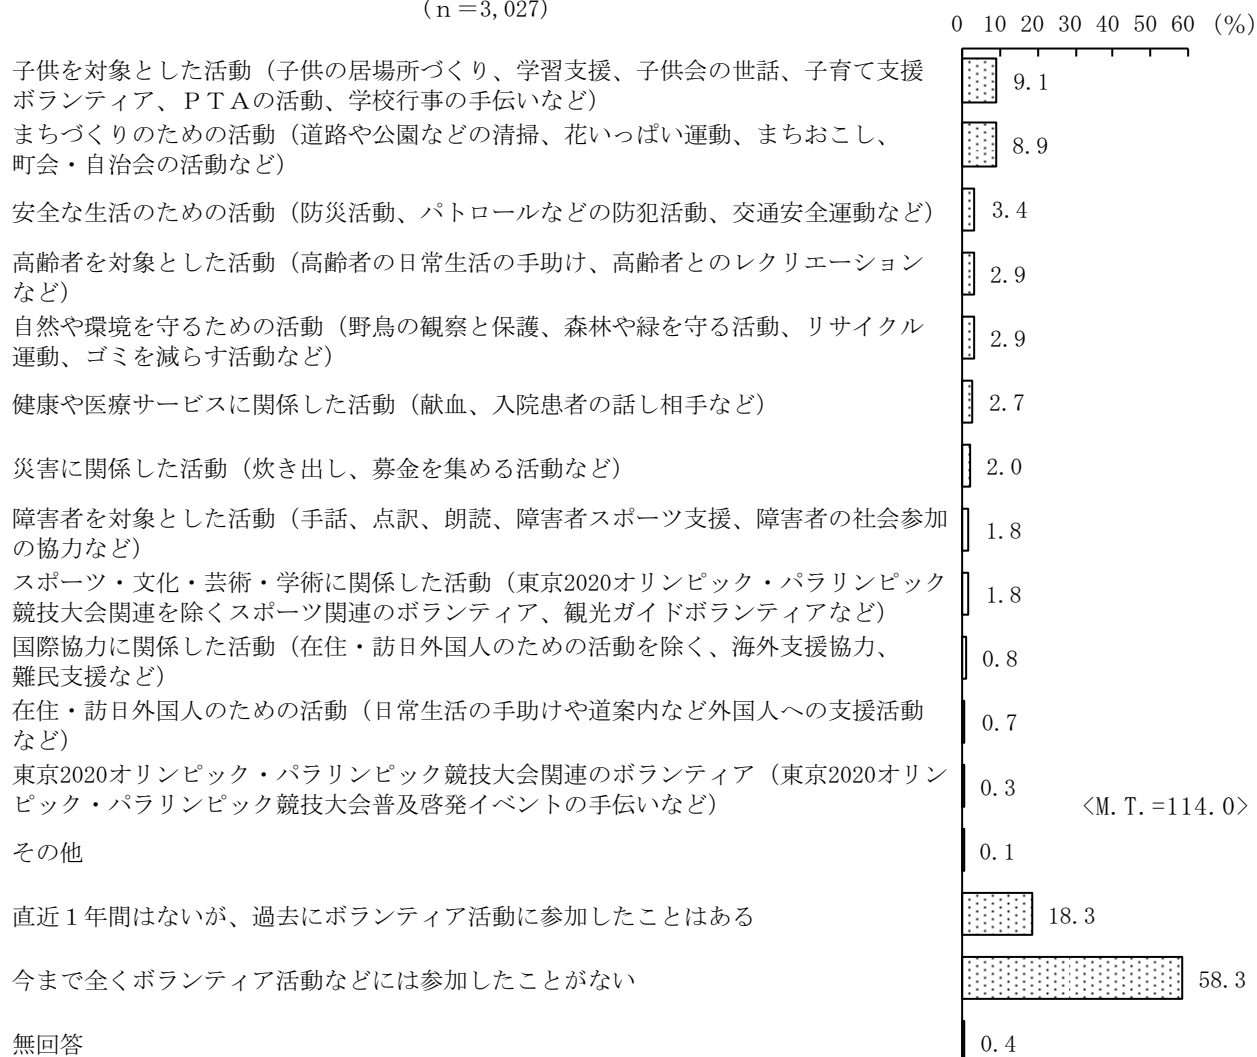 （ｎ＝3,027）
0 10 20 30 40 50 60 (%)
子供を対象とした活動（子供の居場所づくり、学習支援、子供会の世話、子育て支援
ボランティア、ＰＴＡの活動、学校行事の手伝いなど）
9.1
まちづくりのための活動（道路や公園などの清掃、花いっぱい運動、まちおこし、
町会・自治会の活動など）
8.9
安全な生活のための活動（防災活動、パトロールなどの防犯活動、交通安全運動など）
3.4
高齢者を対象とした活動（高齢者の日常生活の手助け、高齢者とのレクリエーション
など）
2.9
自然や環境を守るための活動（野鳥の観察と保護、森林や緑を守る活動、リサイクル
運動、ゴミを減らす活動など）
2.9
健康や医療サービスに関係した活動（献血、入院患者の話し相手など）
2.7
災害に関係した活動（炊き出し、募金を集める活動など）
2.0
障害者を対象とした活動（手話、点訳、朗読、障害者スポーツ支援、障害者の社会参加
の協力など）
1.8
スポーツ・文化・芸術・学術に関係した活動（東京2020オリンピック・パラリンピック
競技大会関連を除くスポーツ関連のボランティア、観光ガイドボランティアなど）
1.8
国際協力に関係した活動（在住・訪日外国人のための活動を除く、海外支援協力、
難民支援など）
0.8
在住・訪日外国人のための活動（日常生活の手助けや道案内など外国人への支援活動
など）
0.7
東京2020オリンピック・パラリンピック競技大会関連のボランティア（東京2020オリン
ピック・パラリンピック競技大会普及啓発イベントの手伝いなど）
0.3
<M.T.=114.0>
その他
0.1
直近１年間はないが、過去にボランティア活動に参加したことはある
18.3
今まで全くボランティア活動などには参加したことがない
58.3
無回答
0.4